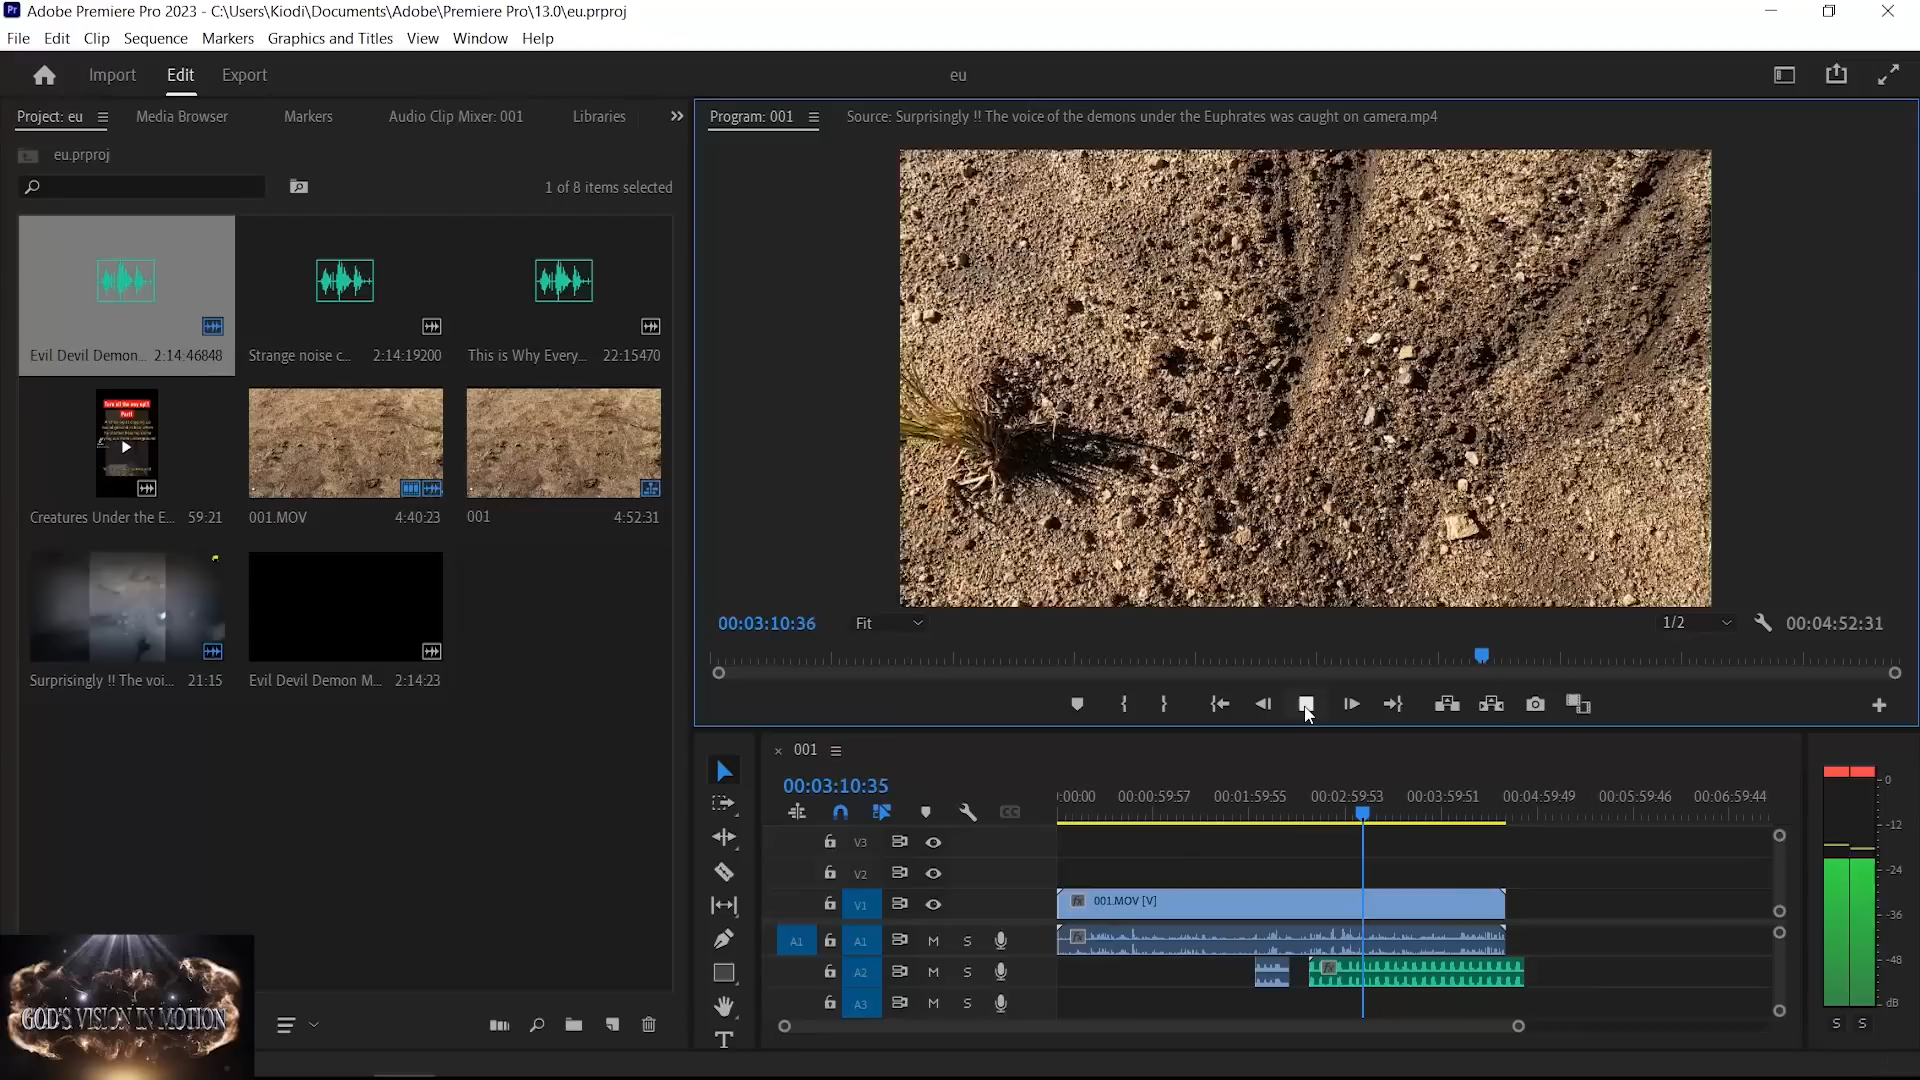 Adobe Premiere Pro 2023 - C:\Users\Kiodi\Documents\Adobe\Premiere Pro\13.0\eu.prproj
File Edit Clip Sequence Markers Graphics and Titles View Window Help
Import Edit Export
eu
Project: eu Media Browser Markers Audio Clip Mixer: 001 Libraries
Program: 001 Source: Surprisingly !! The voice of the demons under the Euphrates was caught on camera.mp4
eu.prproj
1 of 8 items selected
Evil Devil Demon... 2:14:46848
Strange noise c... 2:14:19200
This is Why Every... 22:15470
Creatures Under the E... 59:21
001.MOV 4:40:23
001 4:52:31
Surprisingly !! The voi... 21:15
Evil Devil Demon M... 2:14:23
00:03:10:36 Fit 1/2 00:04:52:31
001
00:03:10:35
:00:00 00:00:59:57 00:01:59:55 00:02:59:53 00:03:59:51 00:04:59:49 00:05:59:46 00:06:59:44
V3
V2
V1
001.MOV [V]
A1 A1 M S
A2 M S
A3 M S
0
-12
-24
-36
-48
dB
S S
GOD'S VISION IN MOTION